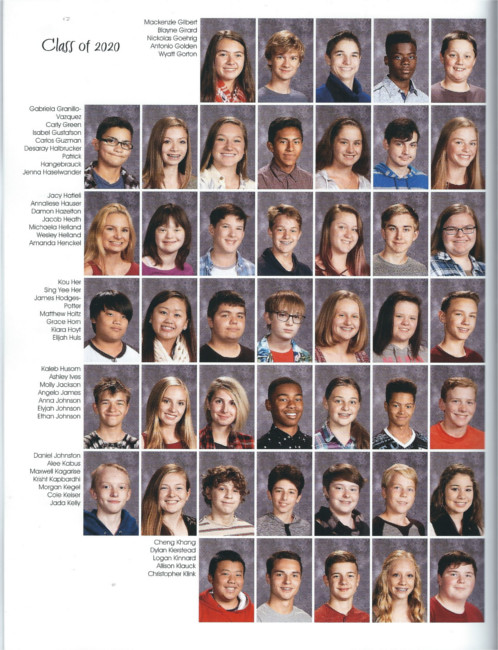 Class of 2020
Mackenzie Gilbert
Blayne Girard
Nickolas Goehrig
Antonio Golden
Wyatt Gorton
Gabriela Granillo-
Vazquez
Carly Green
Isabel Gustafson
Carlos Guzman
Desaray Halbrucker
Patrick
Hangebrauck
Jenna Haselwander
Jacy Hatfield
Annaliese Hauser
Damon Hazelton
Jacob Heath
Michaela Helland
Wesley Helland
Amanda Henckel
Kou Her
Sing Yee Her
James Hodges-
Potter
Matthew Holtz
Grace Horn
Kiara Hoyt
Elijah Huls
Kaleb Husom
Ashley Ives
Molly Jackson
Angelo James
Anna Johnson
Elyjah Johnson
Ethan Johnson
Daniel Johnston
Alee Kabus
Maxwell Kagarise
Krisht Kapbardhi
Morgan Kegel
Cole Keiser
Jada Kelly
Cheng Khang
Dylan Kierstead
Logan Kinnard
Allison Klauck
Christopher Klink